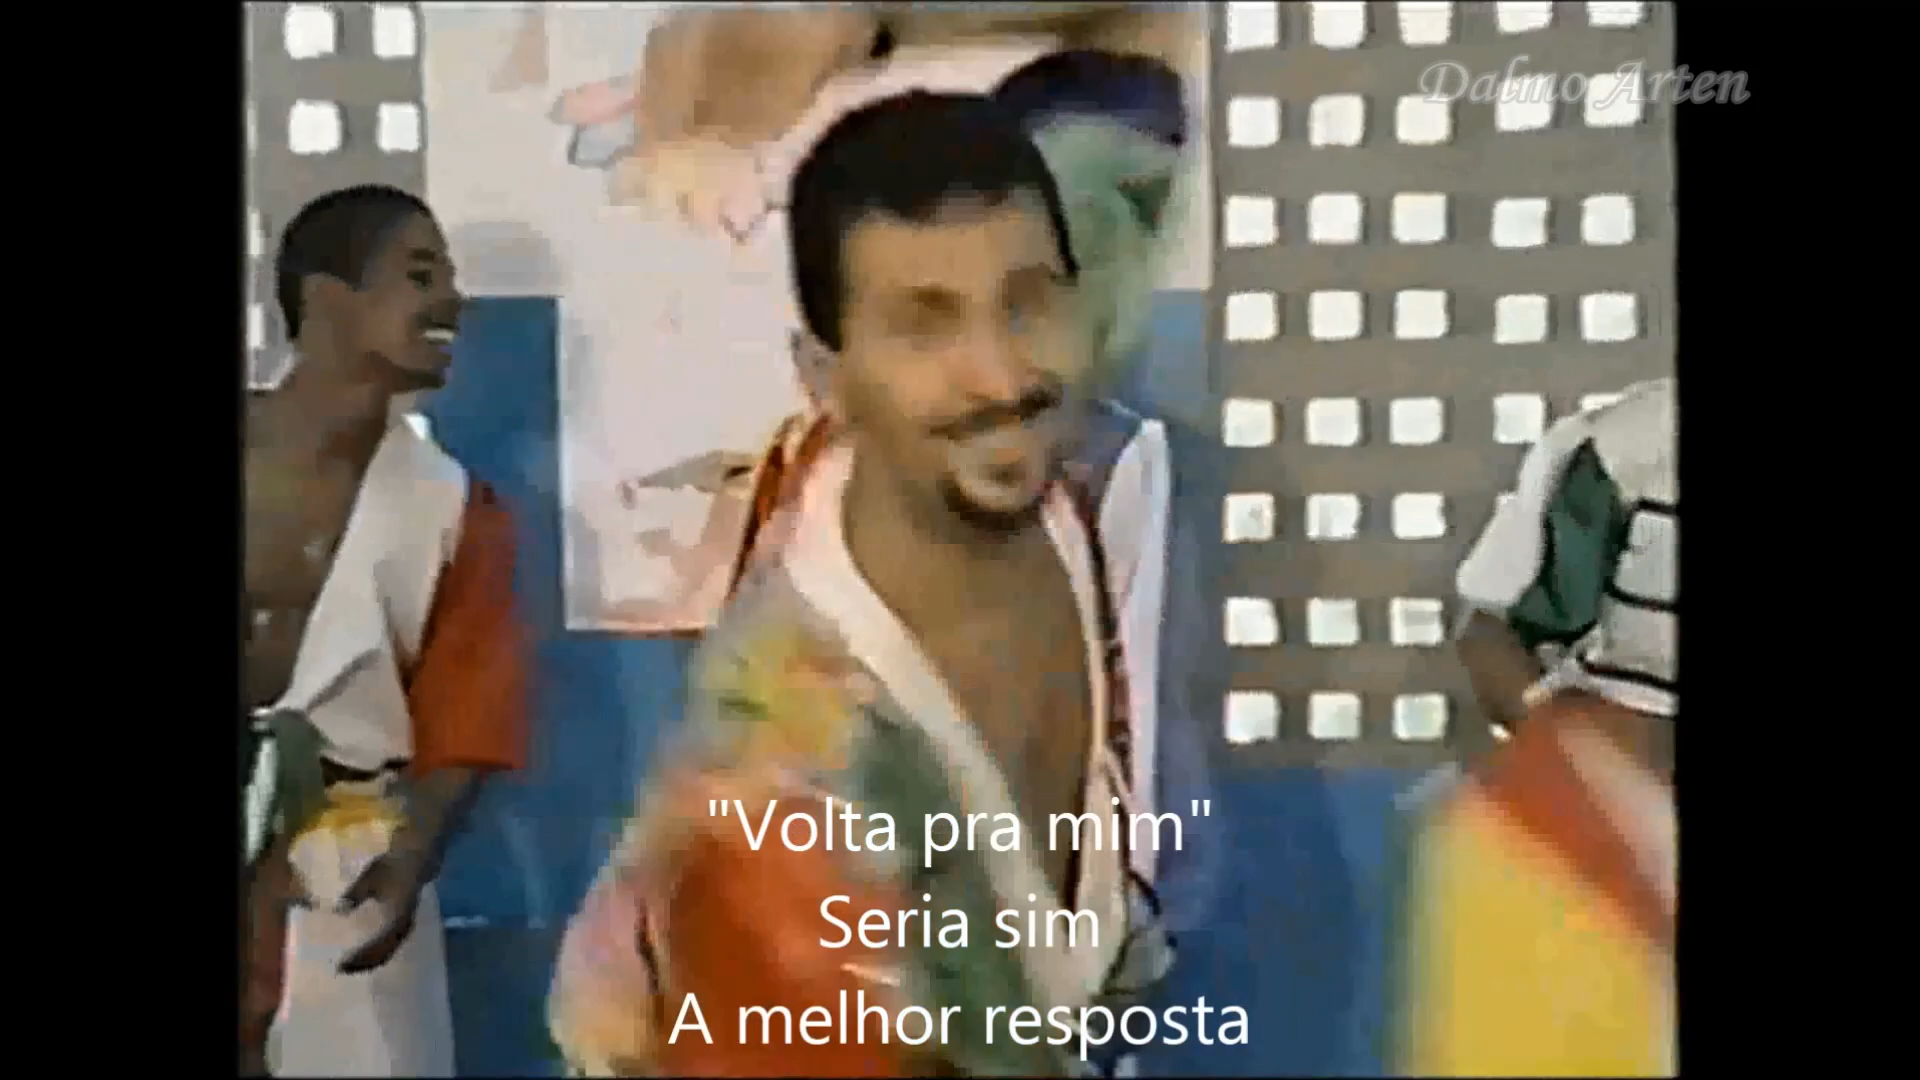 Dalmo Arten
"Volta pra mim"
Seria sim
A melhor resposta